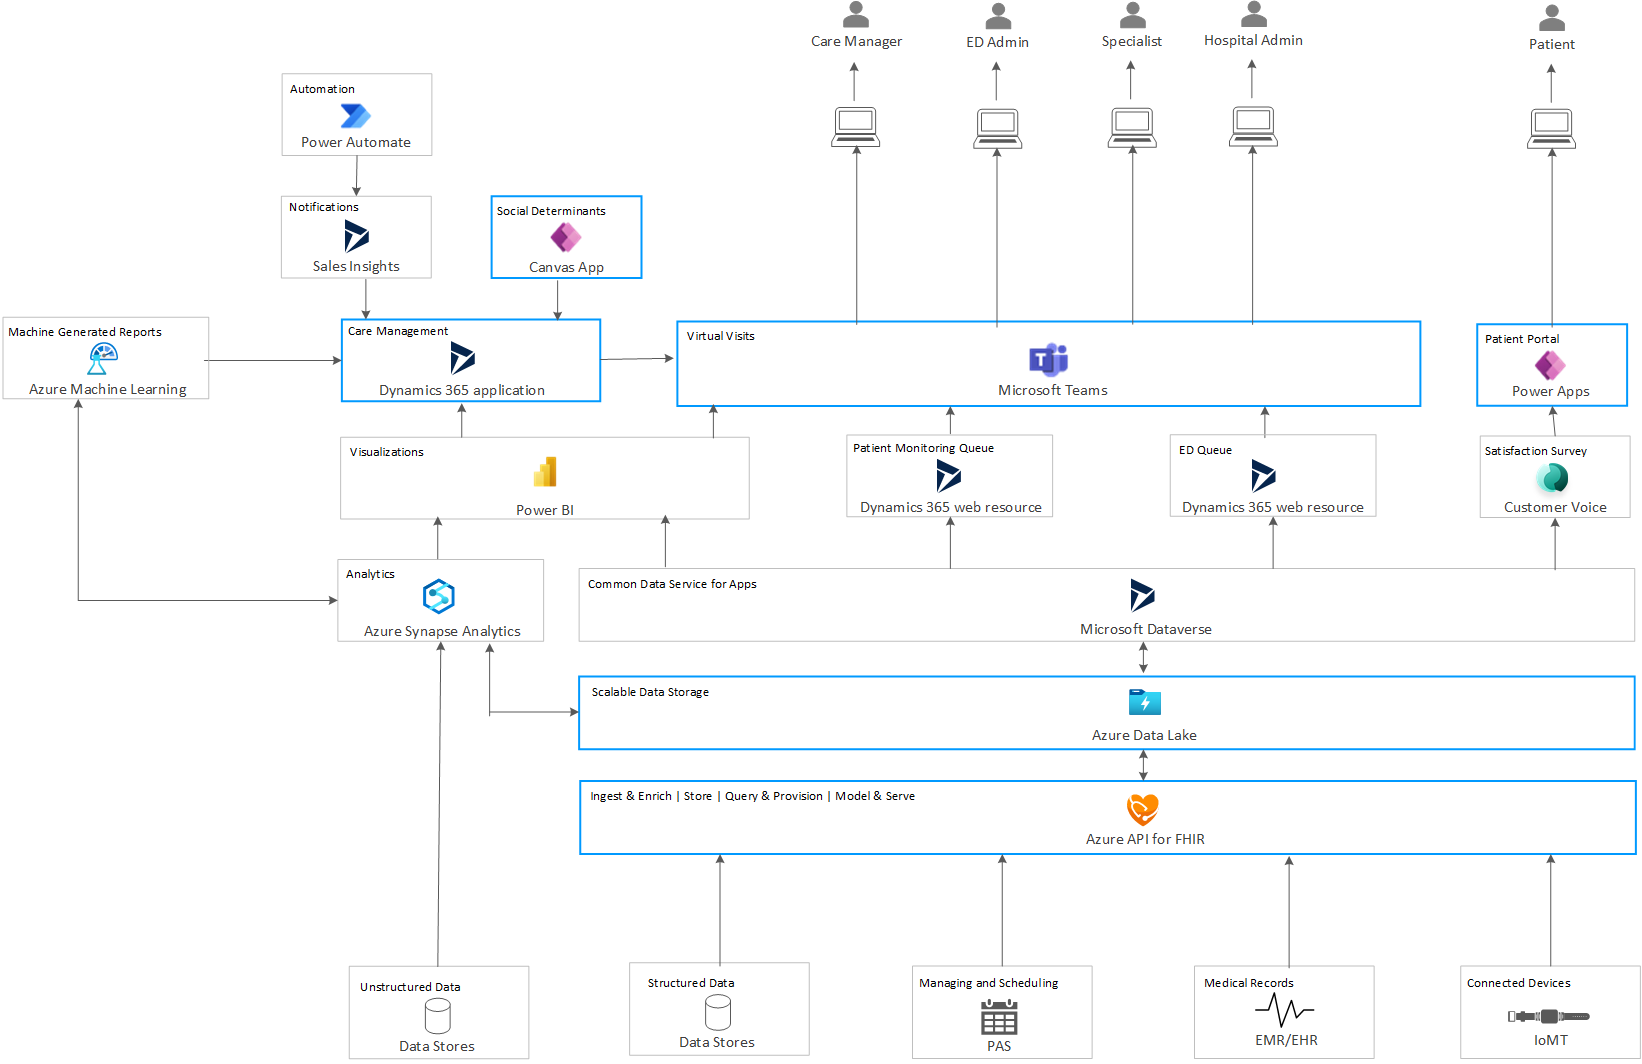 Care Manager
ED Admin
Specialist
Hospital Admin
Patient
Automation
Power Automate
Notifications
Sales Insights
Social Determinants
Canvas App
Machine Generated Reports
Azure Machine Learning
Care Management
Dynamics 365 application
Virtual Visits
Microsoft Teams
Patient Portal
Power Apps
Visualizations
Power BI
Patient Monitoring Queue
Dynamics 365 web resource
ED Queue
Dynamics 365 web resource
Satisfaction Survey
Customer Voice
Analytics
Azure Synapse Analytics
Common Data Service for Apps
Microsoft Dataverse
Scalable Data Storage
Azure Data Lake
Ingest & Enrich | Store | Query & Provision | Model & Serve
Azure API for FHIR
Unstructured Data
Data Stores
Structured Data
Data Stores
Managing and Scheduling
PAS
Medical Records
EMR/EHR
Connected Devices
IoMT